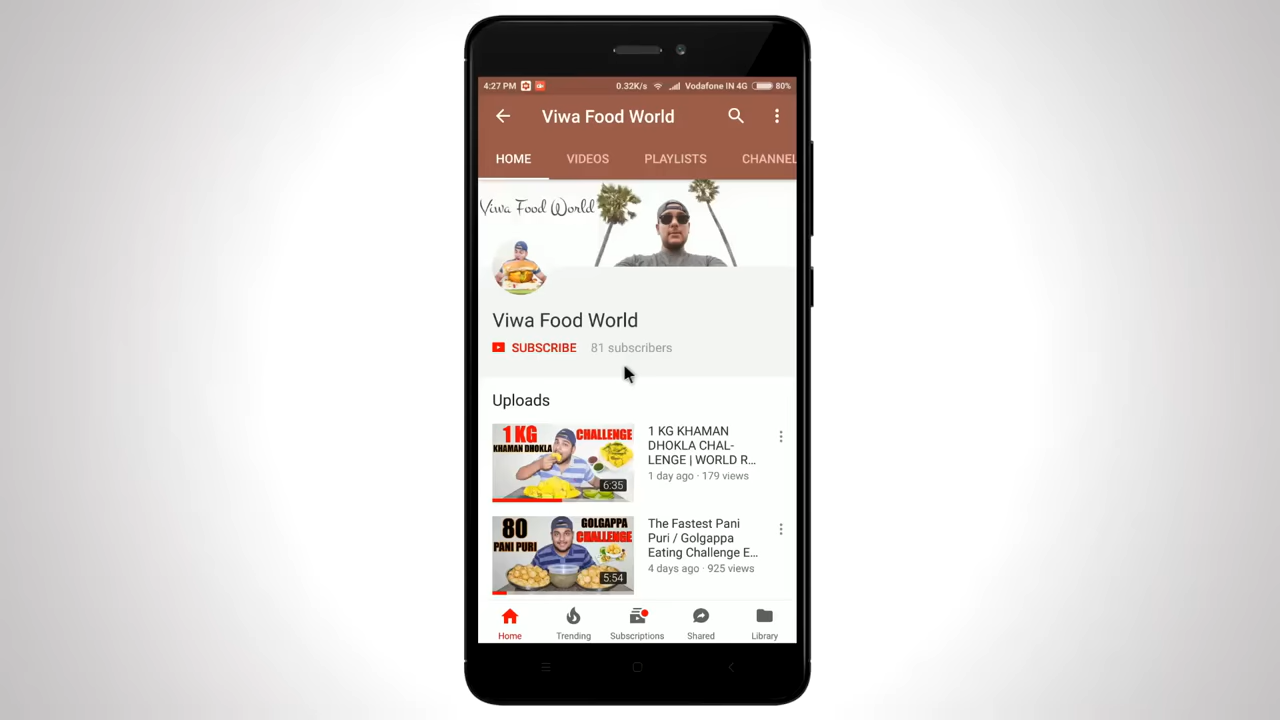 4:27 PM 0.32K/s Vodafone IN 4G 80%
Viwa Food World
HOME VIDEOS PLAYLISTS CHANNEL
Viwa Food World
Viwa Food World
SUBSCRIBE 81 subscribers
Uploads
1 KG
KHAMAN DHOKLA
CHALLENGE
6:35
1 KG KHAMAN
DHOKLA CHAL-
LENGE | WORLD R...
1 day ago · 179 views
80
PANI PURI
GOLGAPPA
CHALLENGE
5:54
The Fastest Pani
Puri / Golgappa
Eating Challenge E...
4 days ago · 925 views
Home Trending Subscriptions Shared Library